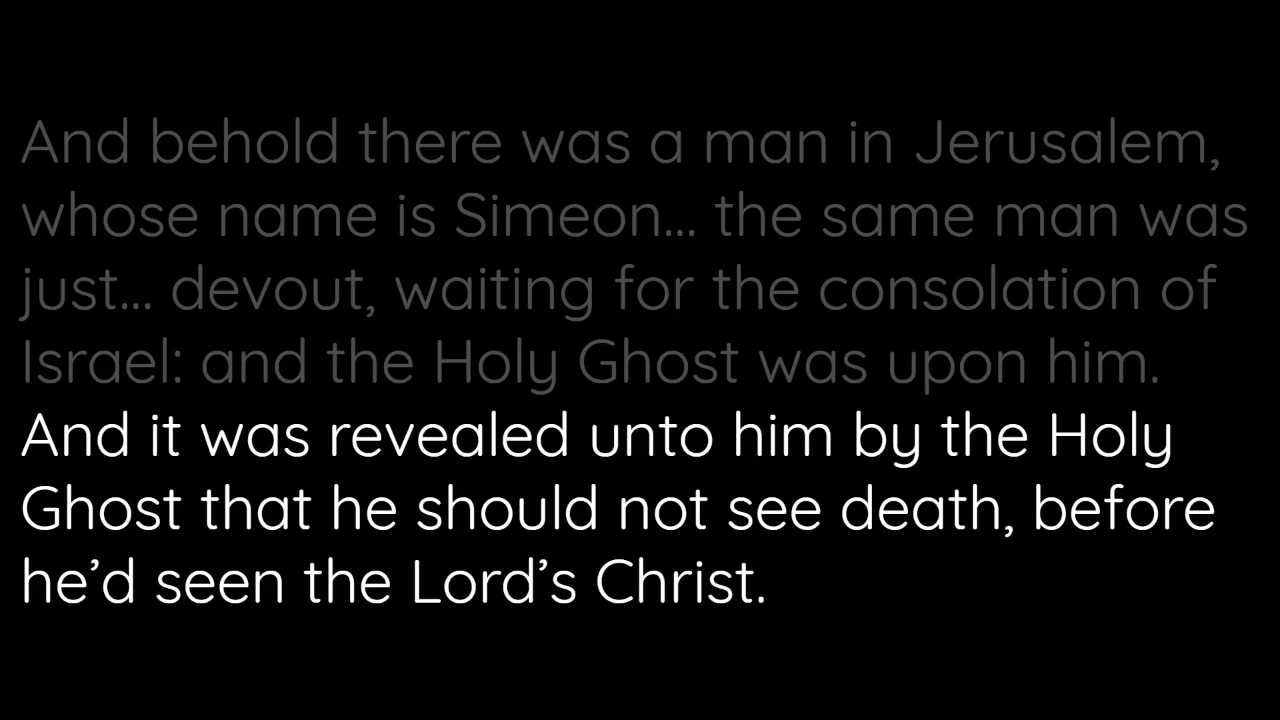 And behold there was a man in Jerusalem,
whose name is Simeon... the same man was
just... devout, waiting for the consolation of
Israel: and the Holy Ghost was upon him.
And it was revealed unto him by the Holy
Ghost that he should not see death, before
he’d seen the Lord’s Christ.